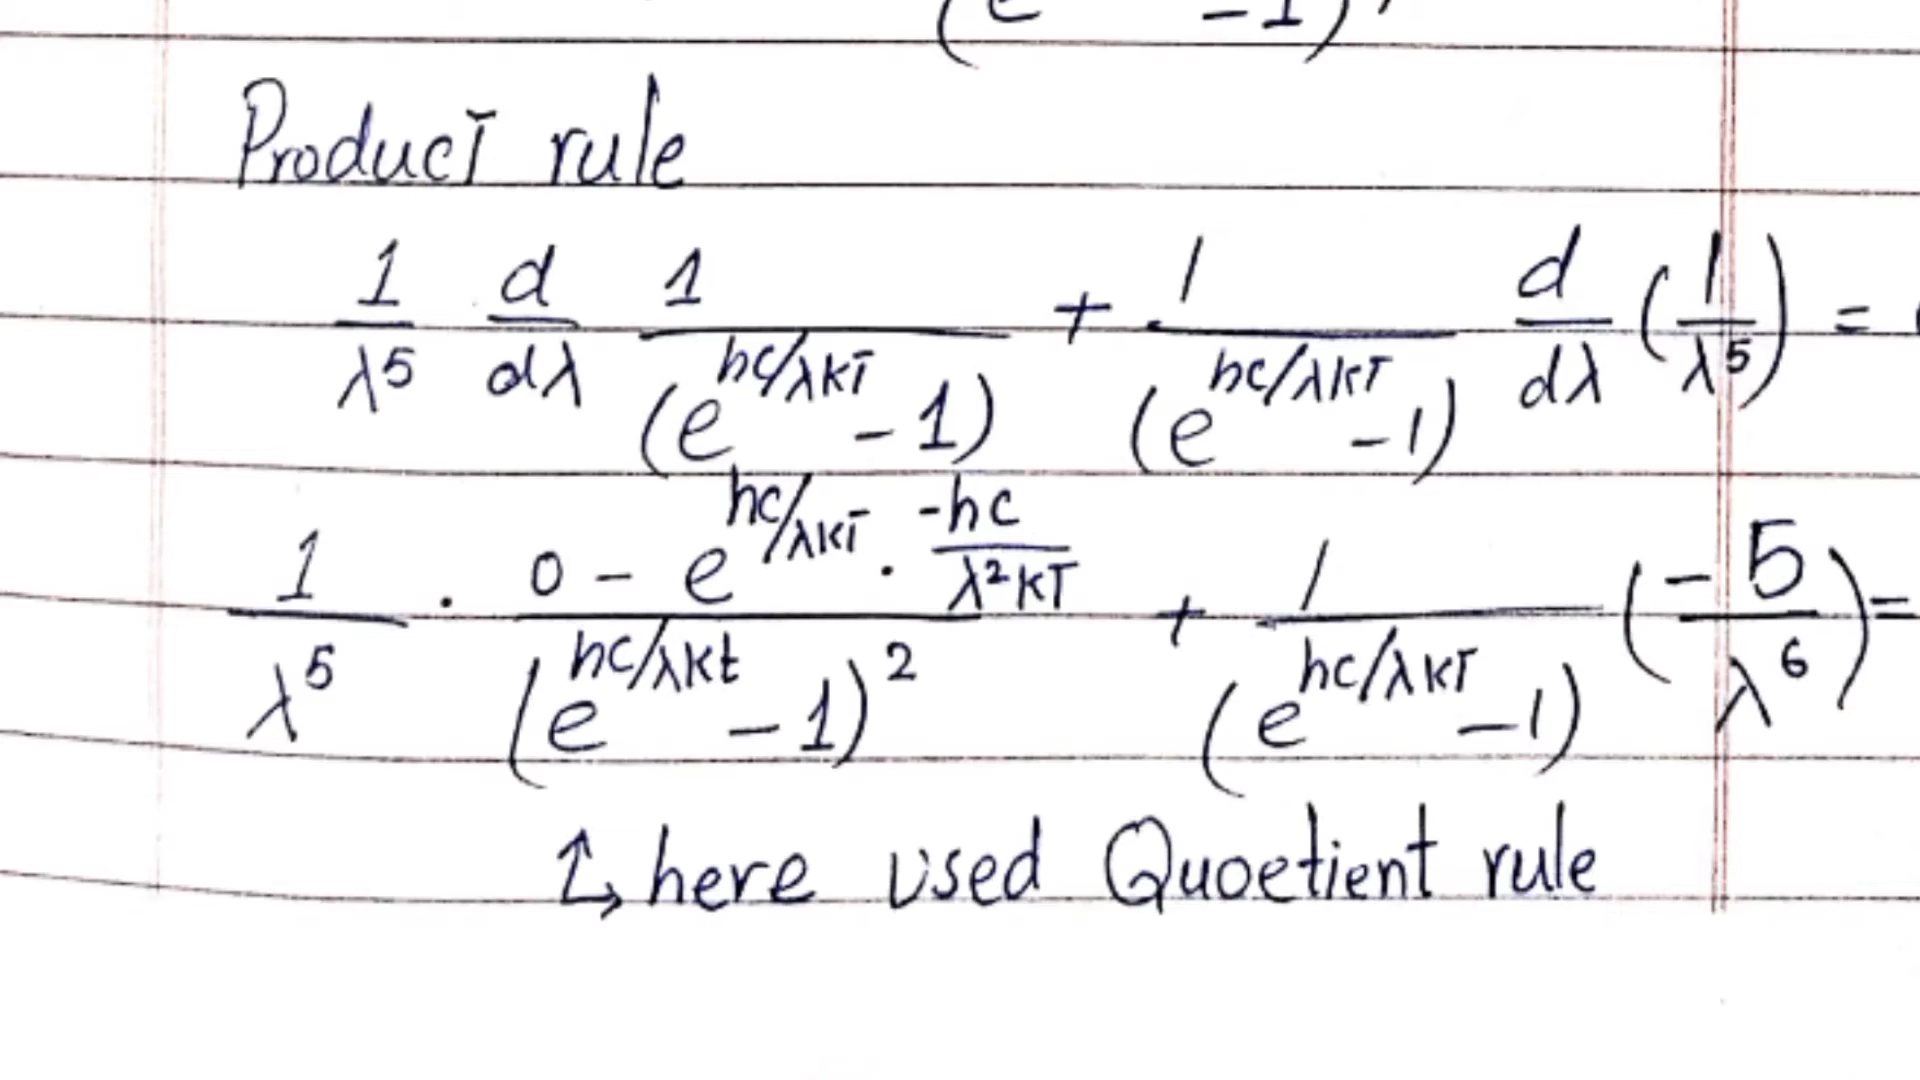 (e - 1)
Product rule
1/λ⁵ d/dλ 1/(e^{hc/λKT} - 1) + 1/(e^{hc/λKT} - 1) d/dλ (1/λ⁵) =
1/λ⁵ · (0 - e^{hc/λKT} · -hc/λ²KT)/(e^{hc/λKt} - 1)² + 1/(e^{hc/λKT} - 1) (-5/λ⁶) =
↳ here used Quoetient rule